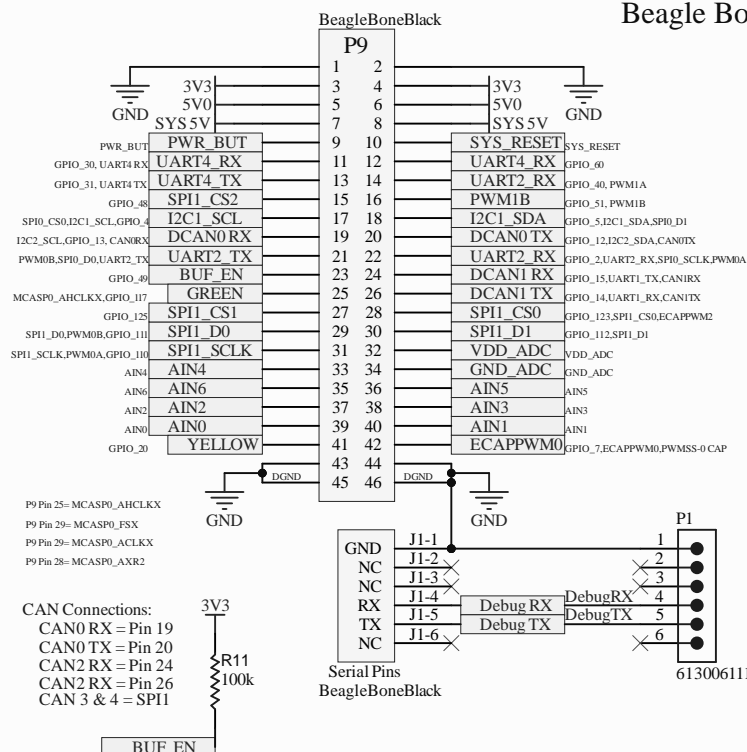 Beagle Bo
BeagleBoneBlack
P9
1 2
GND GND
3V3 3 4 3V3
5V0 5 6 5V0
SYS 5V 7 8 SYS 5V
PWR_BUT PWR_BUT 9 10 SYS_RESET SYS_RESET
GPIO_30, UART4 RX UART4_RX 11 12 UART4_RX GPIO_60
GPIO_31, UART4 TX UART4_TX 13 14 UART2_RX GPIO_40, PWM1A
GPIO_48 SPI1_CS2 15 16 PWM1B GPIO_51, PWM1B
SPI0_CS0,I2C1_SCL,GPIO_4 I2C1_SCL 17 18 I2C1_SDA GPIO_5,I2C1_SDA,SPI0_D1
I2C2_SCL,GPIO_13, CAN0RX DCAN0 RX 19 20 DCAN0 TX GPIO_12,I2C2_SDA,CAN0TX
PWM0B,SPI0_D0,UART2_TX UART2_TX 21 22 UART2_RX GPIO_2,UART2_RX,SPI0_SCLK,PWM0A
GPIO_49 BUF_EN 23 24 DCAN1 RX GPIO_15,UART1_TX,CAN1RX
MCASP0_AHCLKX,GPIO_117 GREEN 25 26 DCAN1 TX GPIO_14,UART1_RX,CAN1TX
GPIO_125 SPI1_CS1 27 28 SPI1_CS0 GPIO_123,SPI1_CS0,ECAPPWM2
SPI1_D0,PWM0B,GPIO_111 SPI1_D0 29 30 SPI1_D1 GPIO_112,SPI1_D1
SPI1_SCLK,PWM0A,GPIO_110 SPI1_SCLK 31 32 VDD_ADC VDD_ADC
AIN4 AIN4 33 34 GND_ADC GND_ADC
AIN6 AIN6 35 36 AIN5 AIN5
AIN2 AIN2 37 38 AIN3 AIN3
AIN0 AIN0 39 40 AIN1 AIN1
GPIO_20 YELLOW 41 42 ECAPPWM0 GPIO_7,ECAPPWM0,PWMSS-0 CAP
43 44
DGND 45 46 DGND
GND GND
P9 Pin 25= MCASP0_AHCLKX
P9 Pin 29= MCASP0_FSX
P9 Pin 29= MCASP0_ACLKX
P9 Pin 28= MCASP0_AXR2
P1
GND J1-1 1
NC J1-2 2
NC J1-3 3
RX J1-4 Debug RX DebugRX 4
TX J1-5 Debug TX DebugTX 5
NC J1-6 6
Serial Pins
BeagleBoneBlack
613006111
CAN Connections:
CAN0 RX = Pin 19
CAN0 TX = Pin 20
CAN2 RX = Pin 24
CAN2 RX = Pin 26
CAN 3 & 4 = SPI1
3V3
R11
100k
BUF_EN